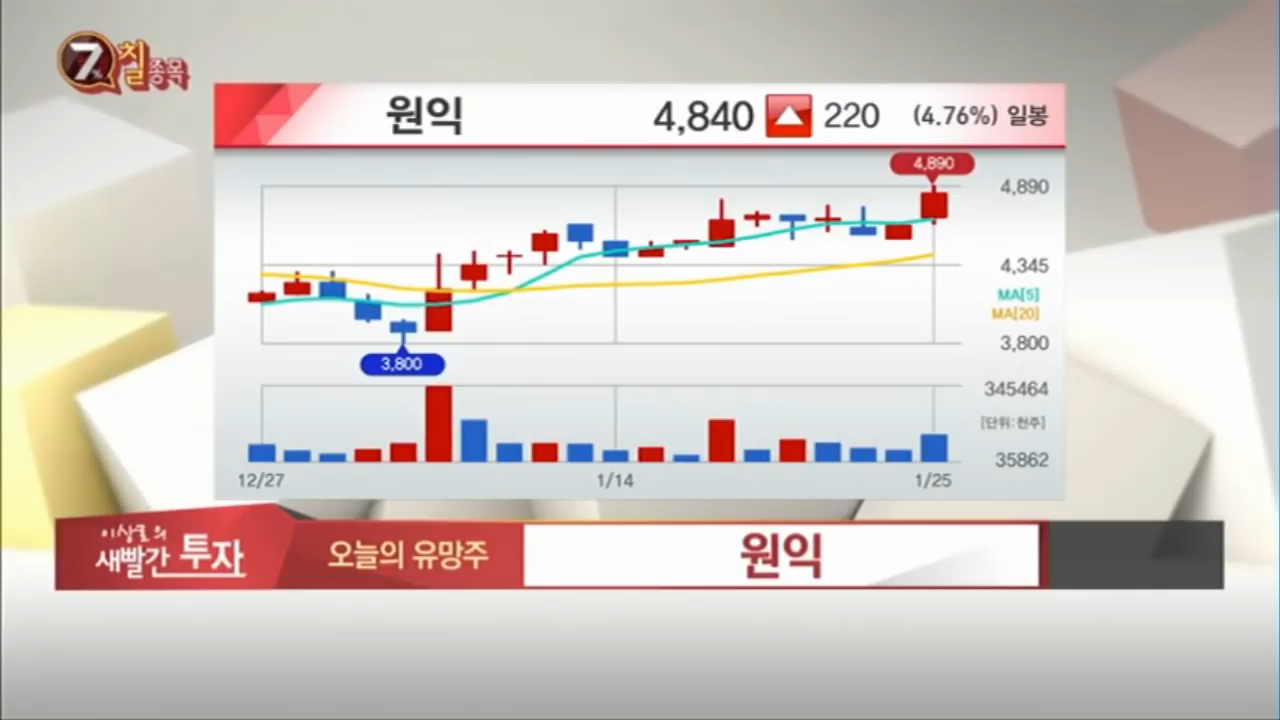 7% 칠종목
원익 4,840 ▲ 220 (4.76%) 일봉
4,890
4,890
4,345
MA[5]
MA[20]
3,800
3,800
345464
[단위:천주]
35862
12/27 1/14 1/25
이상로의
새빨간 투자
오늘의 유망주
원익